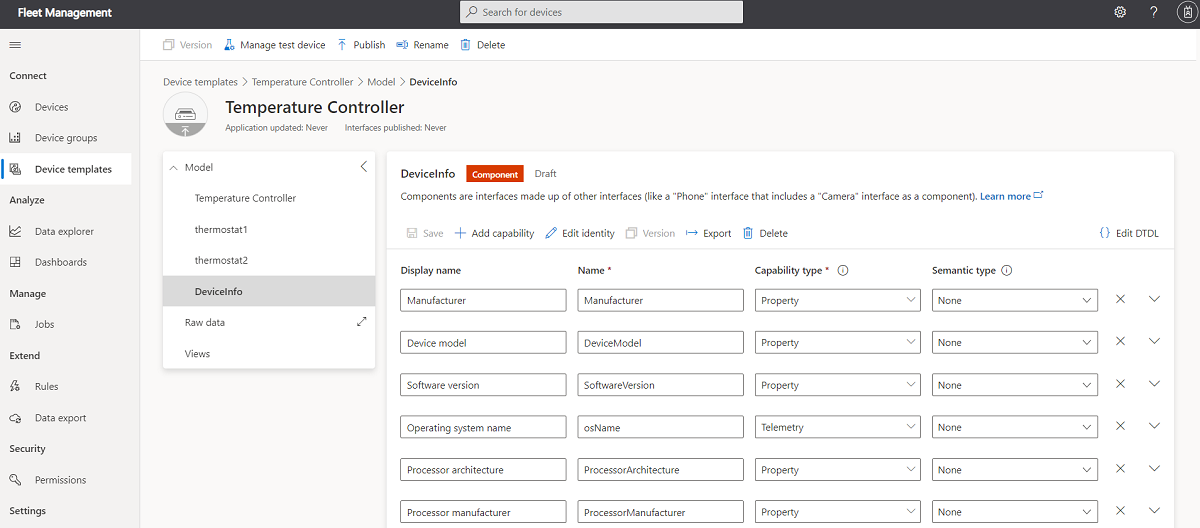 Fleet Management
Search for devices
?
Connect
Devices
Device groups
Device templates
Analyze
Data explorer
Dashboards
Manage
Jobs
Extend
Rules
Data export
Security
Permissions
Settings
Version Manage test device Publish Rename Delete
Device templates > Temperature Controller > Model > DeviceInfo
Temperature Controller
Application updated: Never Interfaces published: Never
Model
Temperature Controller
thermostat1
thermostat2
DeviceInfo
Raw data
Views
DeviceInfo Component Draft
Components are interfaces made up of other interfaces (like a "Phone" interface that includes a "Camera" interface as a component). Learn more
Save Add capability Edit identity Version Export Delete {} Edit DTDL
Display name Name * Capability type * Semantic type
Manufacturer Manufacturer Property None
Device model DeviceModel Property None
Software version SoftwareVersion Property None
Operating system name osName Telemetry None
Processor architecture ProcessorArchitecture Property None
Processor manufacturer ProcessorManufacturer Property None